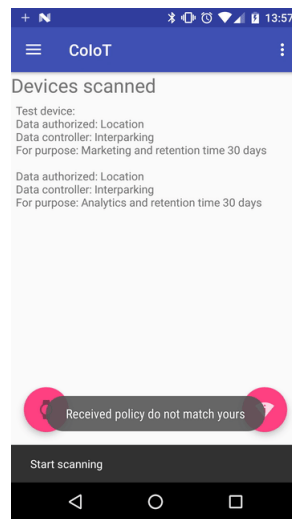 13:57
CoIoT
Devices scanned
Test device:
Data authorized: Location
Data controller: Interparking
For purpose: Marketing and retention time 30 days
Data authorized: Location
Data controller: Interparking
For purpose: Analytics and retention time 30 days
Received policy do not match yours
Start scanning